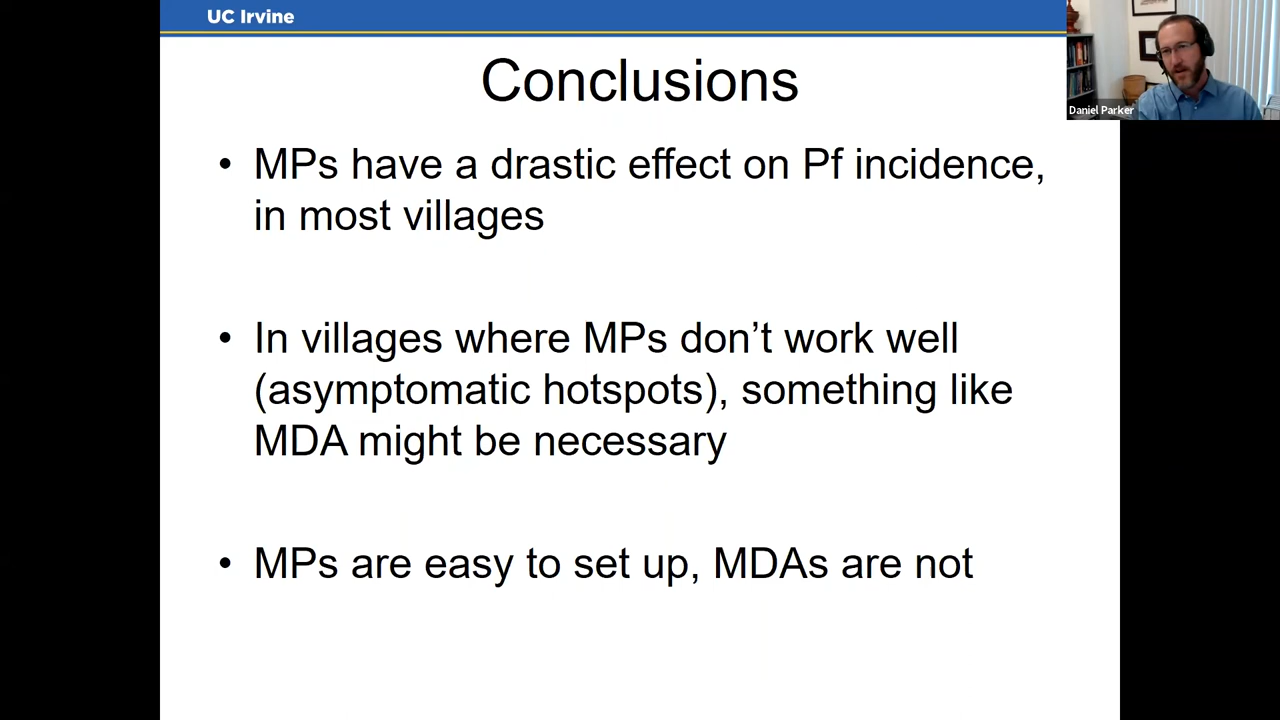 UC Irvine
Conclusions
• MPs have a drastic effect on Pf incidence,
in most villages
• In villages where MPs don’t work well
(asymptomatic hotspots), something like
MDA might be necessary
• MPs are easy to set up, MDAs are not
Daniel Parker